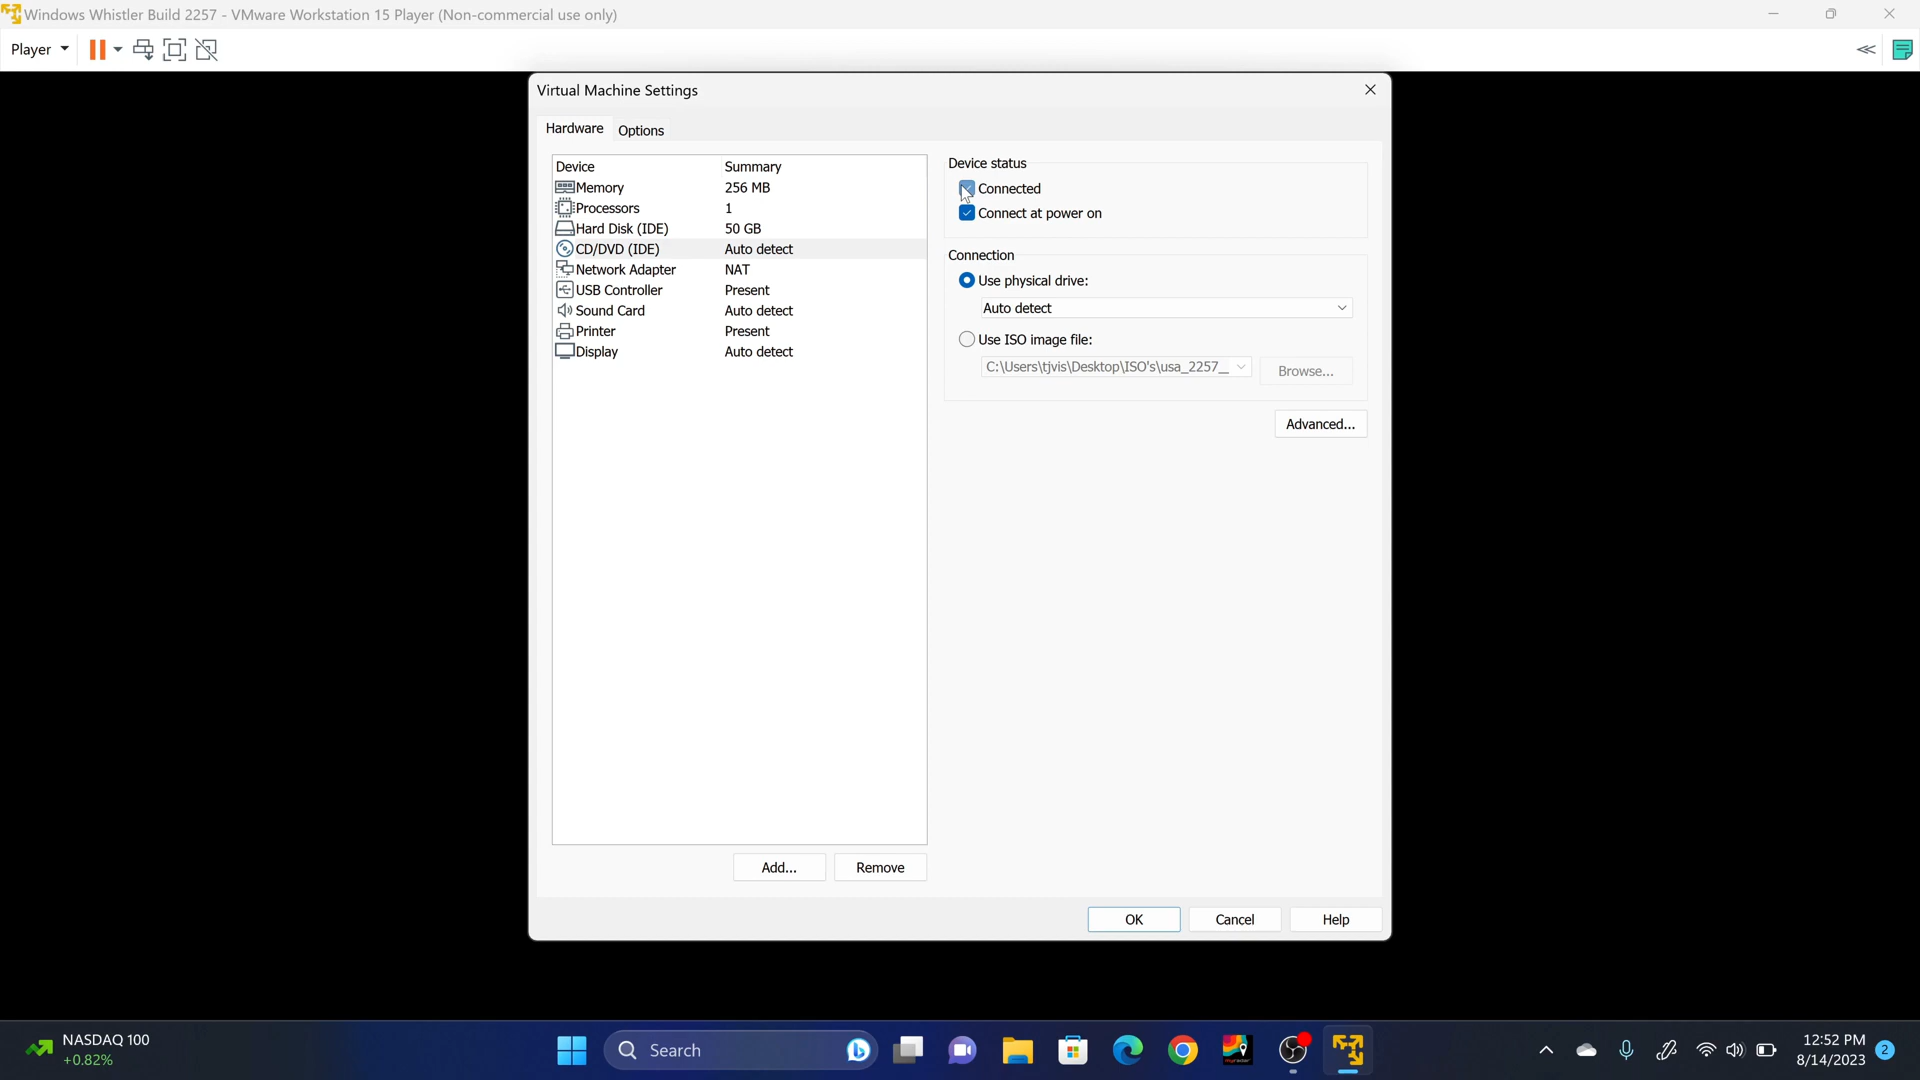 Windows Whistler Build 2257 - VMware Workstation 15 Player (Non-commercial use only)
Player
Virtual Machine Settings
Hardware Options
Device Summary
Memory 256 MB
Processors 1
Hard Disk (IDE) 50 GB
CD/DVD (IDE) Auto detect
Network Adapter NAT
USB Controller Present
Sound Card Auto detect
Printer Present
Display Auto detect
Add... Remove
Device status
Connected
Connect at power on
Connection
Use physical drive:
Auto detect
Use ISO image file:
C:\Users\tjvis\Desktop\ISO's\usa_2257_ Browse...
Advanced...
OK Cancel Help
NASDAQ 100
+0.82%
Search
12:52 PM
8/14/2023
2